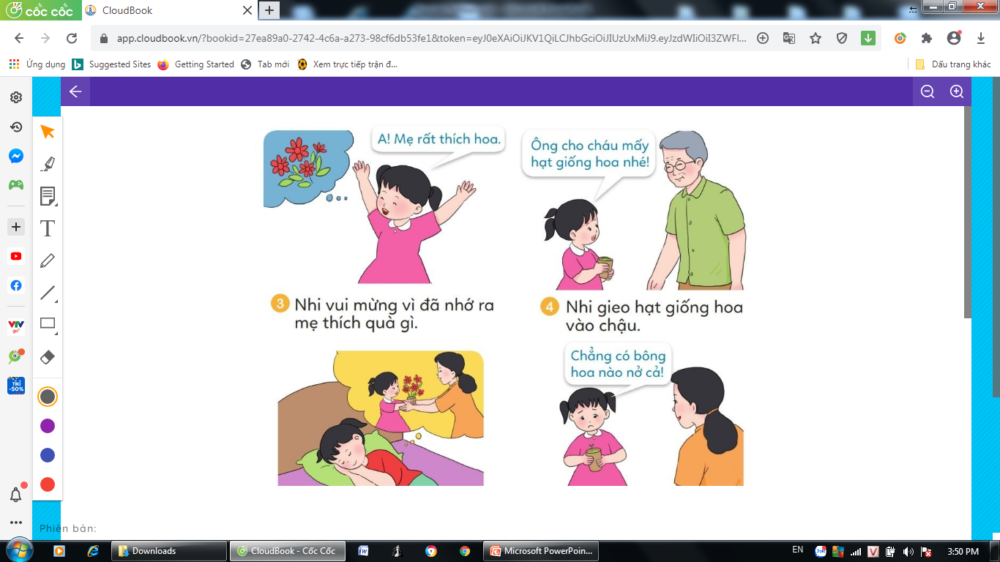 cốc cốc
CloudBook
app.cloudbook.vn/?bookid=27ea89a0-2742-4c6a-a273-98cf6db53fe1&token=eyJ0eXAiOiJKV1QiLCJhbGciOiJIUzUxMiJ9.eyJzdWIiOiI3ZWFl...
Ứng dụng
Suggested Sites
Getting Started
Tab mới
Xem trực tiếp trận đ...
Dấu trang khác
A! Mẹ rất thích hoa.
Ông cho cháu mấy
hạt giống hoa nhé!
3 Nhi vui mừng vì đã nhớ ra
mẹ thích quà gì.
4 Nhi gieo hạt giống hoa
vào chậu.
Chẳng có bông
hoa nào nở cả!
T
VTV
go
TIKI
-50%
Phiên bản:
Downloads
CloudBook - Cốc Cốc
Microsoft PowerPoin...
EN
Zalo
V
3:50 PM